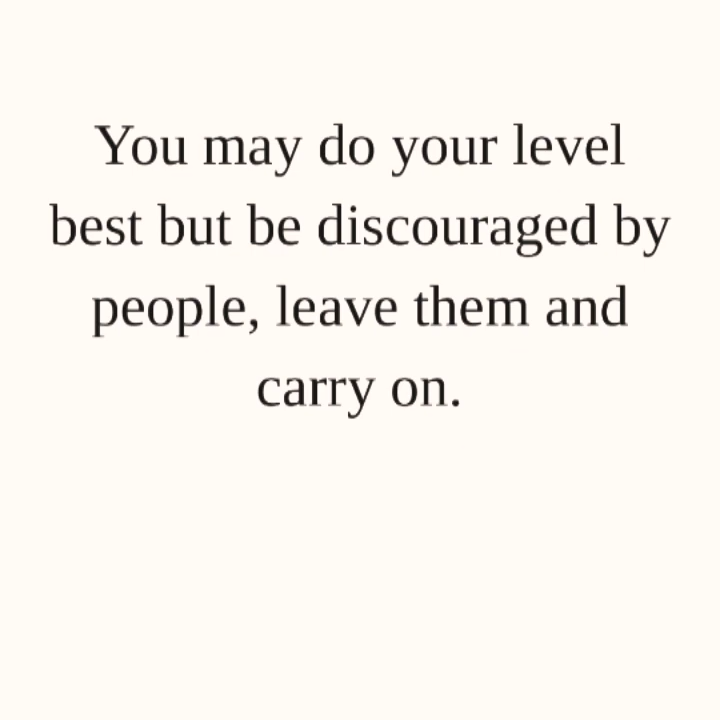 You may do your level
best but be discouraged by
people, leave them and
carry on.